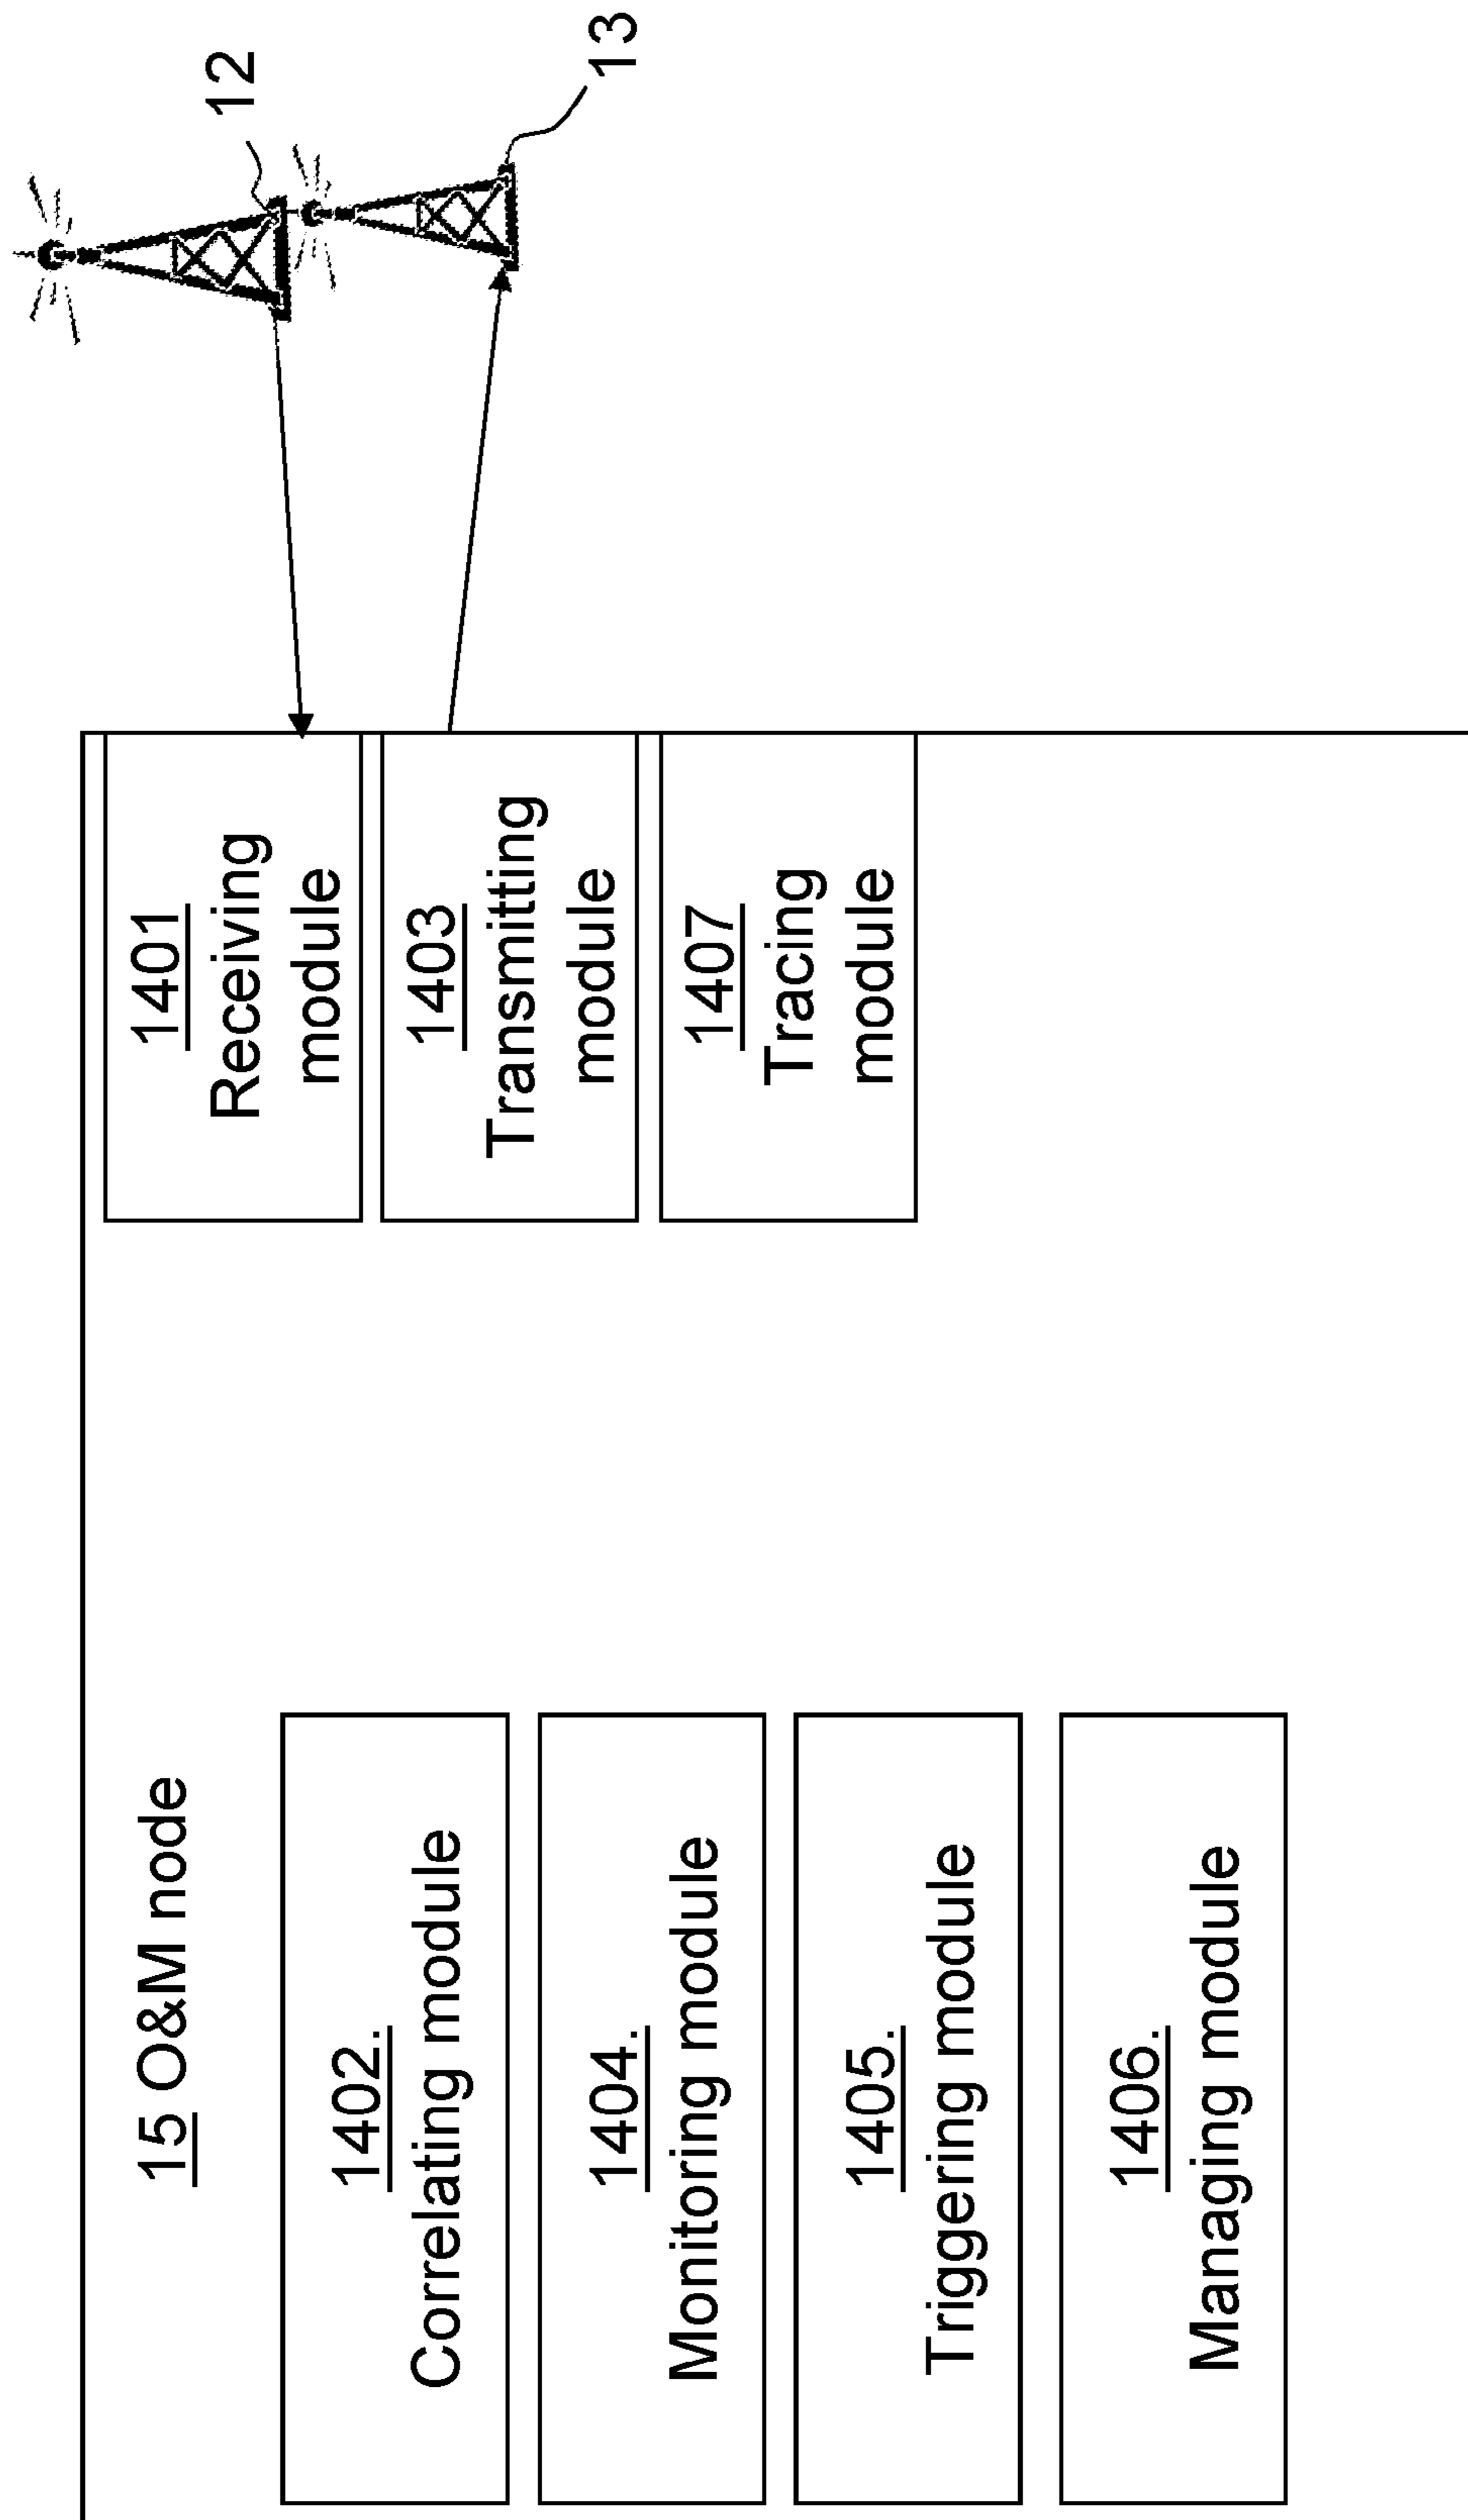 15 O&M node
1402.
Correlating module
1404.
Monitoring module
1405.
Triggering module
1406.
Managing module
1401
Receiving
module
1403
Transmitting
module
1407
Tracing
module
12
13